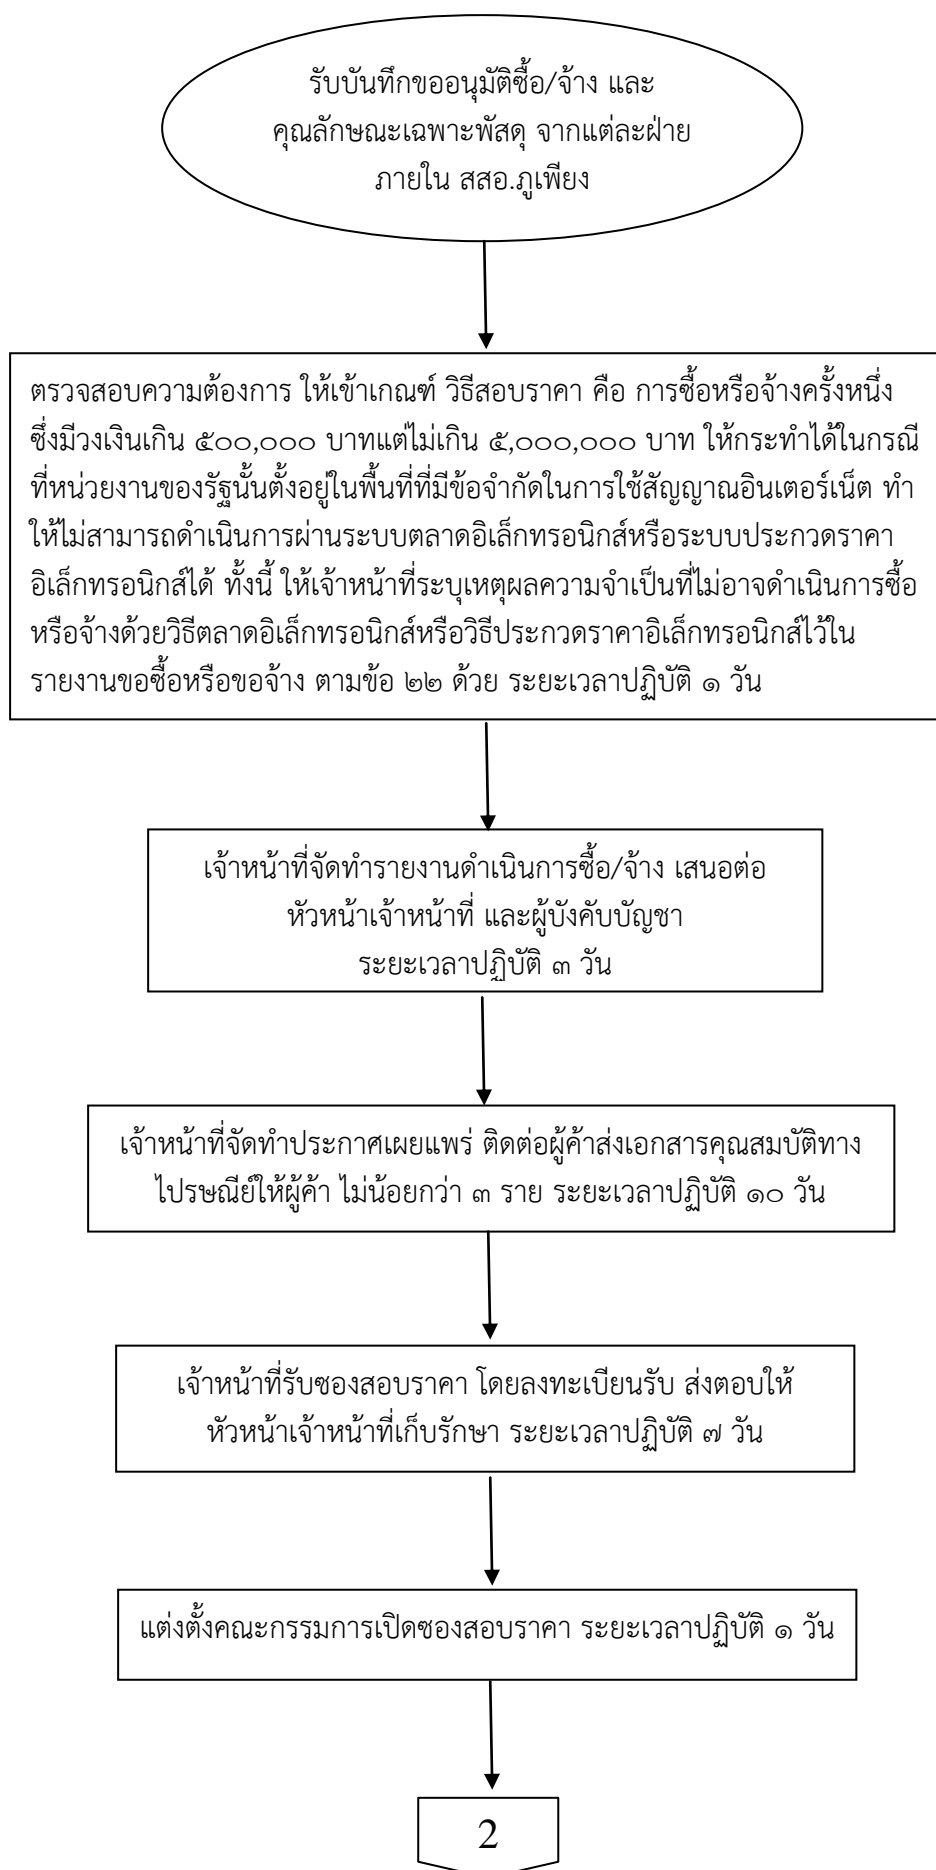 รับบันทึกขออนุมัติซื้อ/จ้าง และ
คุณลักษณะเฉพาะพัสดุ จากแต่ละฝ่าย
ภายใน สสอ.ภูเพียง
ตรวจสอบความต้องการ ให้เข้าเกณฑ์ วิธีสอบราคา คือ การซื้อหรือจ้างครั้งหนึ่ง
ซึ่งมีวงเงินเกิน ๕๐๐,๐๐๐ บาทแต่ไม่เกิน ๕,๐๐๐,๐๐๐ บาท ให้กระทำได้ในกรณี
ที่หน่วยงานของรัฐนั้นตั้งอยู่ในพื้นที่ที่มีข้อจำกัดในการใช้สัญญาณอินเตอร์เน็ต ทำ
ให้ไม่สามารถดำเนินการผ่านระบบตลาดอิเล็กทรอนิกส์หรือระบบประกวดราคา
อิเล็กทรอนิกส์ได้ ทั้งนี้ ให้เจ้าหน้าที่ระบุเหตุผลความจำเป็นที่ไม่อาจดำเนินการซื้อ
หรือจ้างด้วยวิธีตลาดอิเล็กทรอนิกส์หรือวิธีประกวดราคาอิเล็กทรอนิกส์ไว้ใน
รายงานขอซื้อหรือขอจ้าง ตามข้อ ๒๒ ด้วย ระยะเวลาปฏิบัติ ๑ วัน
เจ้าหน้าที่จัดทำรายงานดำเนินการซื้อ/จ้าง เสนอต่อ
หัวหน้าเจ้าหน้าที่ และผู้บังคับบัญชา
ระยะเวลาปฏิบัติ ๓ วัน
เจ้าหน้าที่จัดทำประกาศเผยแพร่ ติดต่อผู้ค้าส่งเอกสารคุณสมบัติทาง
ไปรษณีย์ให้ผู้ค้า ไม่น้อยกว่า ๓ ราย ระยะเวลาปฏิบัติ ๑๐ วัน
เจ้าหน้าที่รับซองสอบราคา โดยลงทะเบียนรับ ส่งตอบให้
หัวหน้าเจ้าหน้าที่เก็บรักษา ระยะเวลาปฏิบัติ ๗ วัน
แต่งตั้งคณะกรรมการเปิดซองสอบราคา ระยะเวลาปฏิบัติ ๑ วัน
2